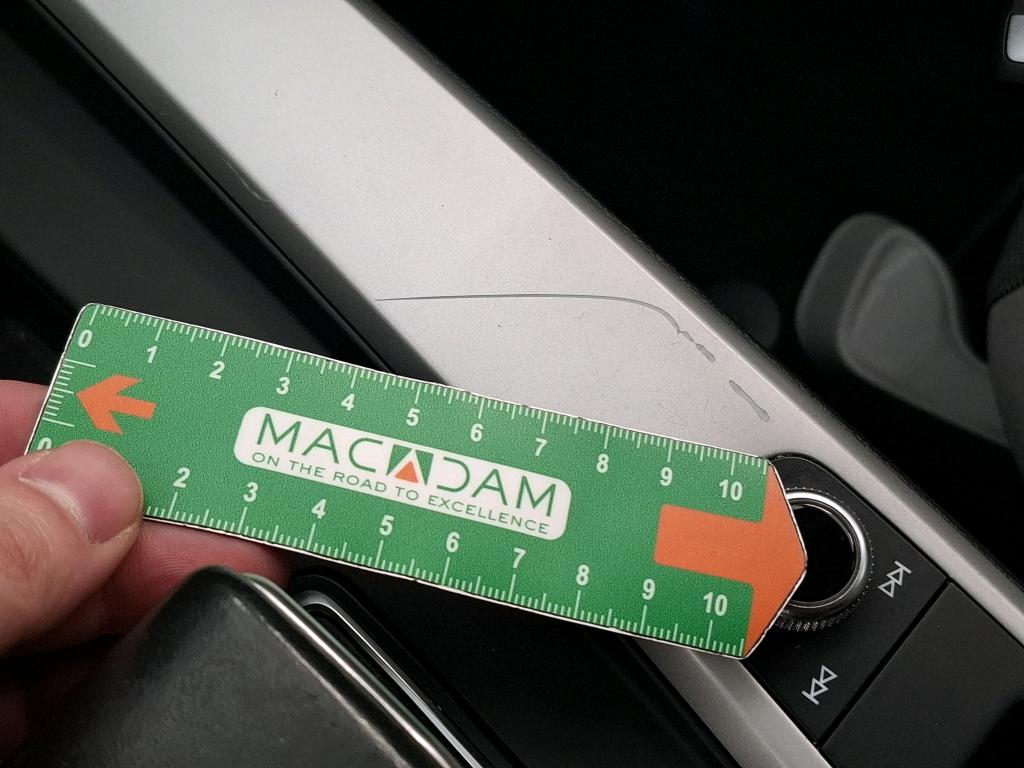 0 1 2 3 4 5 6 7 8 9 10
MACADAM
ON THE ROAD TO EXCELLENCE
0 2 3 4 5 6 7 8 9 10